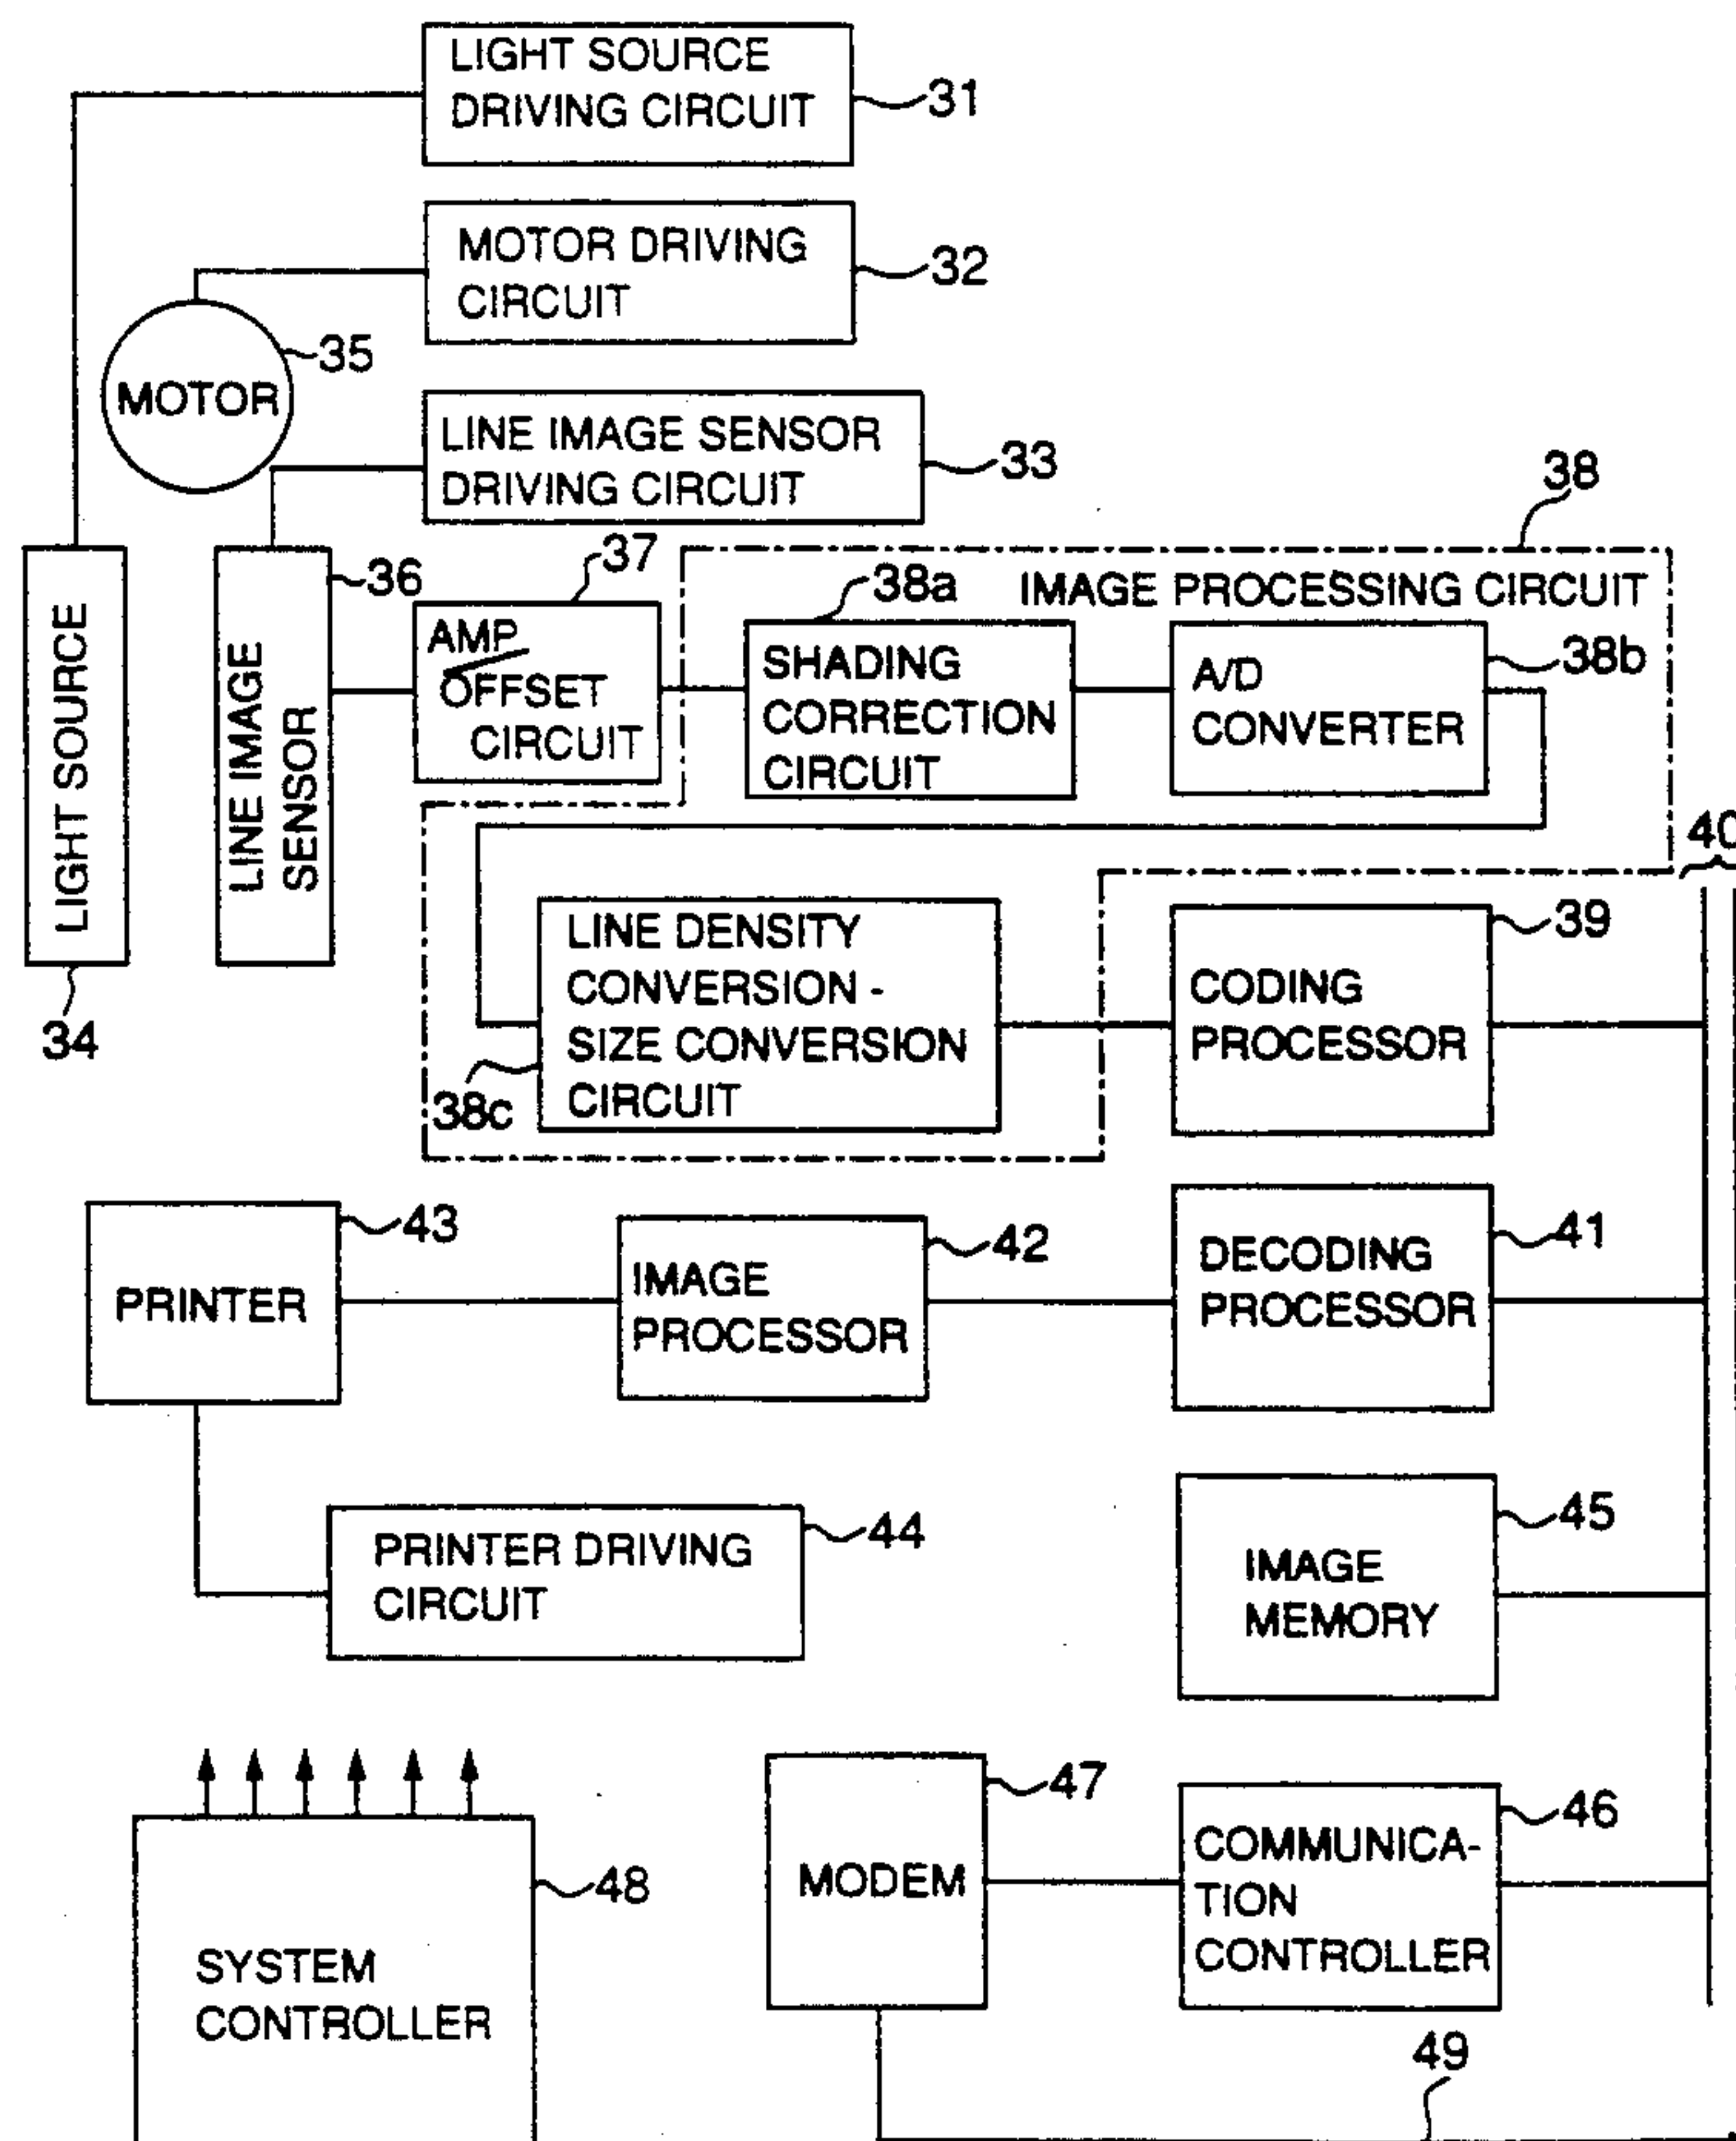 LIGHT SOURCE
DRIVING CIRCUIT
31
MOTOR DRIVING
CIRCUIT
32
MOTOR
35
LINE IMAGE SENSOR
DRIVING CIRCUIT
33
38
LIGHT SOURCE
34
LINE IMAGE
SENSOR
36
37
AMP
OFFSET
CIRCUIT
IMAGE PROCESSING CIRCUIT
38a
SHADING
CORRECTION
CIRCUIT
A/D
CONVERTER
38b
40
LINE DENSITY
CONVERSION -
SIZE CONVERSION
CIRCUIT
38c
CODING
PROCESSOR
39
PRINTER
43
IMAGE
PROCESSOR
42
DECODING
PROCESSOR
41
PRINTER DRIVING
CIRCUIT
44
IMAGE
MEMORY
45
SYSTEM
CONTROLLER
48
MODEM
47
COMMUNICA-
TION
CONTROLLER
46
49